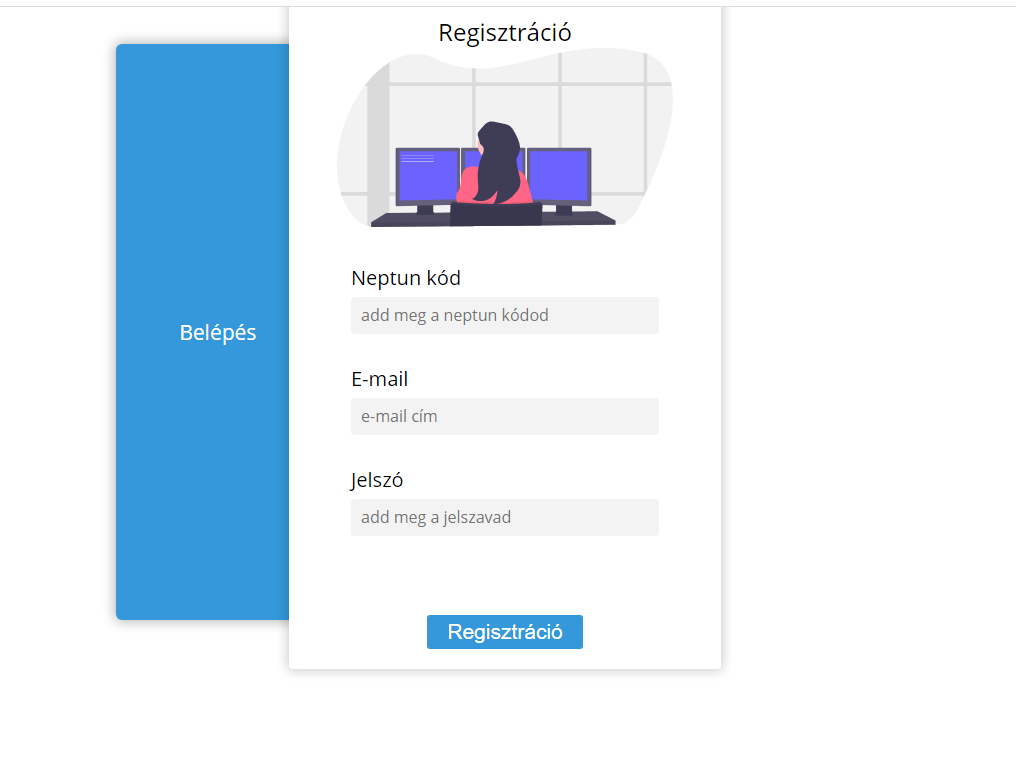 Regisztráció
Belépés
Neptun kód
add meg a neptun kódod
E-mail
e-mail cím
Jelszó
add meg a jelszavad
Regisztráció